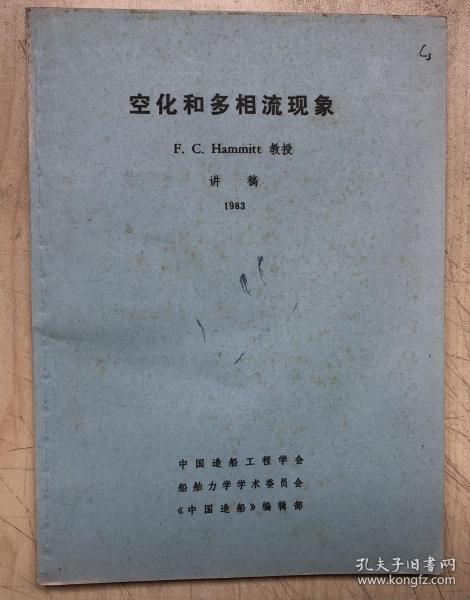 空化和多相流现象
F. C. Hammitt 教授
讲 稿
1983
中国造船工程学会
船舶力学学术委员会
《中国造船》编辑部
孔夫子旧书网
www.kongfz.com